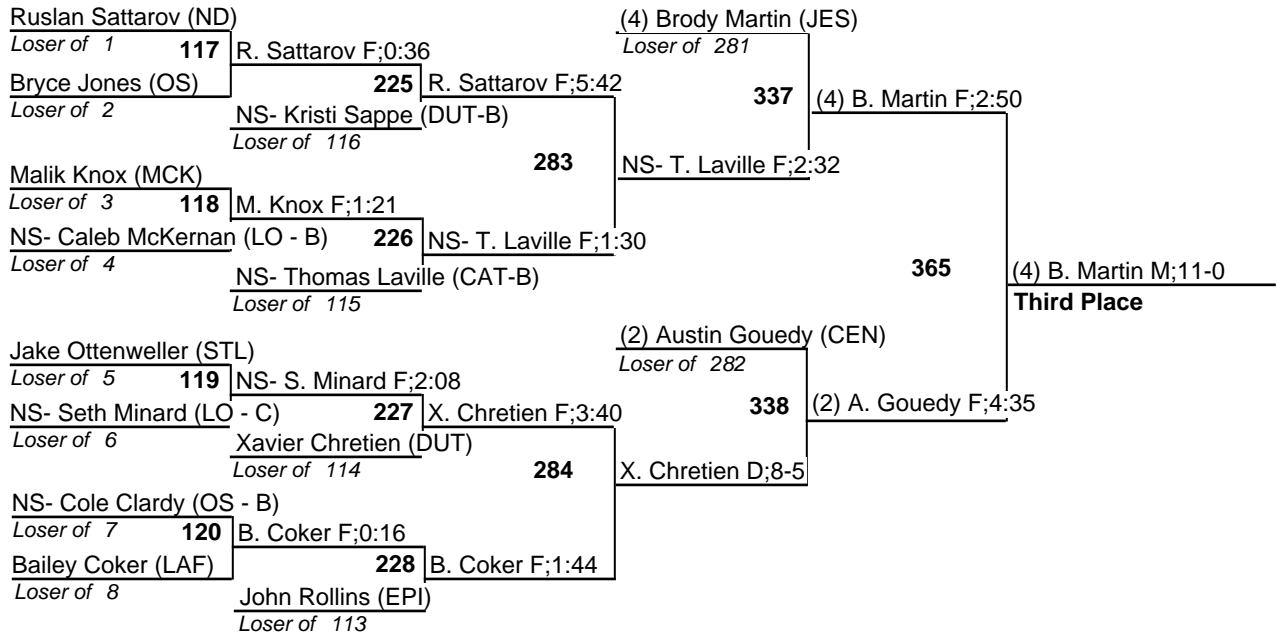 Ruslan Sattarov (ND)
Loser of 1
117
R. Sattarov F;0:36
Bryce Jones (OS)
Loser of 2
225
R. Sattarov F;5:42
NS- Kristi Sappe (DUT-B)
Loser of 116
283
Malik Knox (MCK)
Loser of 3
118
M. Knox F;1:21
NS- Caleb McKernan (LO - B)
Loser of 4
226
NS- T. Laville F;1:30
NS- Thomas Laville (CAT-B)
Loser of 115
(4) Brody Martin (JES)
Loser of 281
337
(4) B. Martin F;2:50
NS- T. Laville F;2:32
365
(4) B. Martin M;11-0
Third Place
Jake Ottenweller (STL)
Loser of 5
119
NS- S. Minard F;2:08
NS- Seth Minard (LO - C)
Loser of 6
227
X. Chretien F;3:40
Xavier Chretien (DUT)
Loser of 114
284
NS- Cole Clardy (OS - B)
Loser of 7
120
B. Coker F;0:16
Bailey Coker (LAF)
Loser of 8
228
B. Coker F;1:44
John Rollins (EPI)
Loser of 113
(2) Austin Gouedy (CEN)
Loser of 282
338
(2) A. Gouedy F;4:35
X. Chretien D;8-5